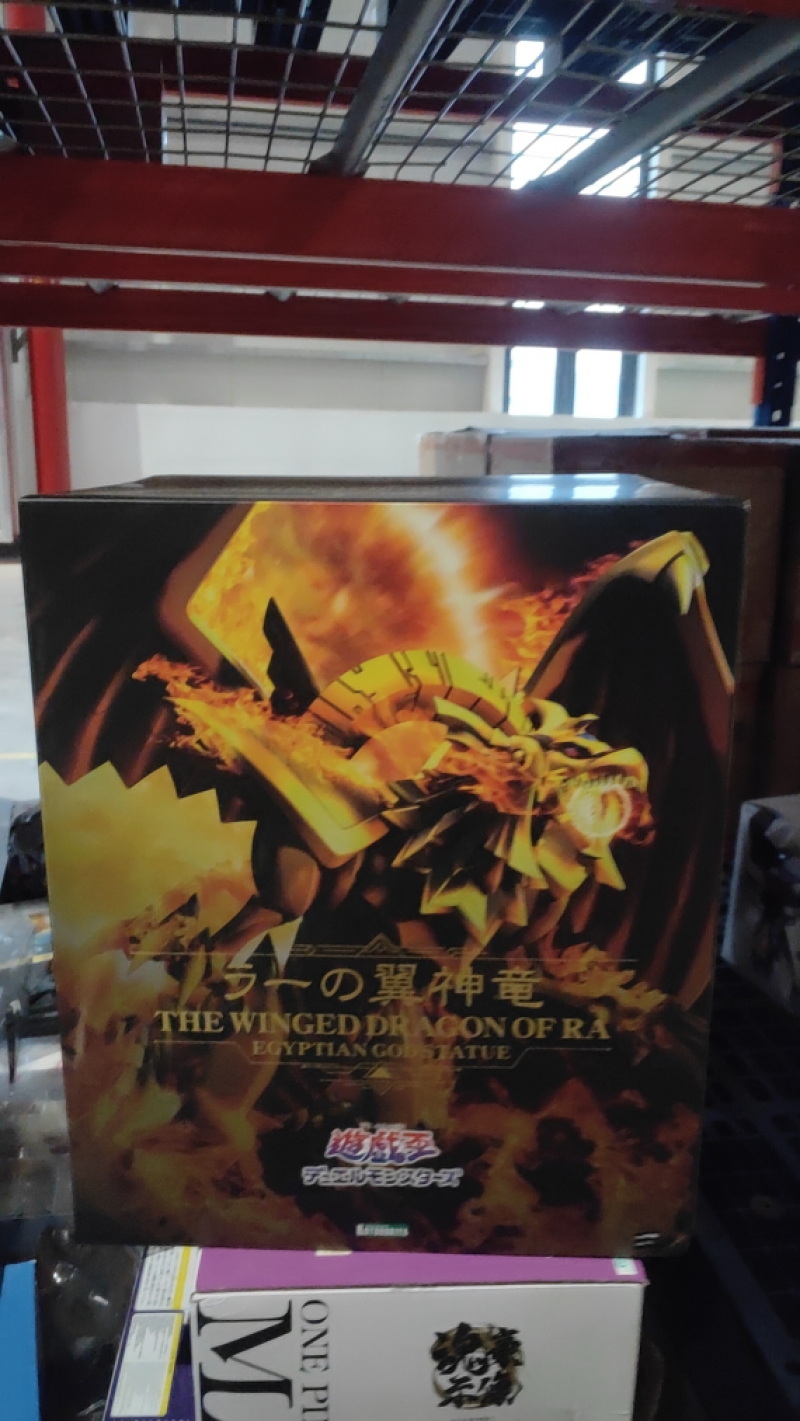 ラーの翼神竜
THE WINGED DRAGON OF RA
EGYPTIAN GOD STATUE
遊戯王
デュエルモンスターズ
KOTOBUKIYA
ONE PI
M